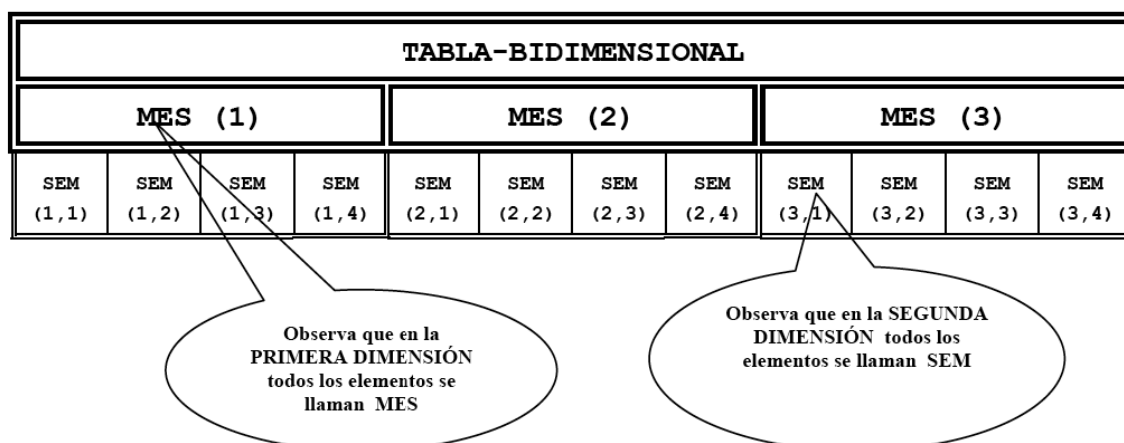 TABLA-BIDIMENSIONAL
MES (1) MES (2) MES (3)
SEM SEM SEM SEM SEM SEM SEM SEM SEM SEM SEM SEM
(1,1) (1,2) (1,3) (1,4) (2,1) (2,2) (2,3) (2,4) (3,1) (3,2) (3,3) (3,4)
Observa que en la
PRIMERA DIMENSIÓN
todos los elementos se
llaman MES
Observa que en la SEGUNDA
DIMENSIÓN todos los
elementos se llaman SEM